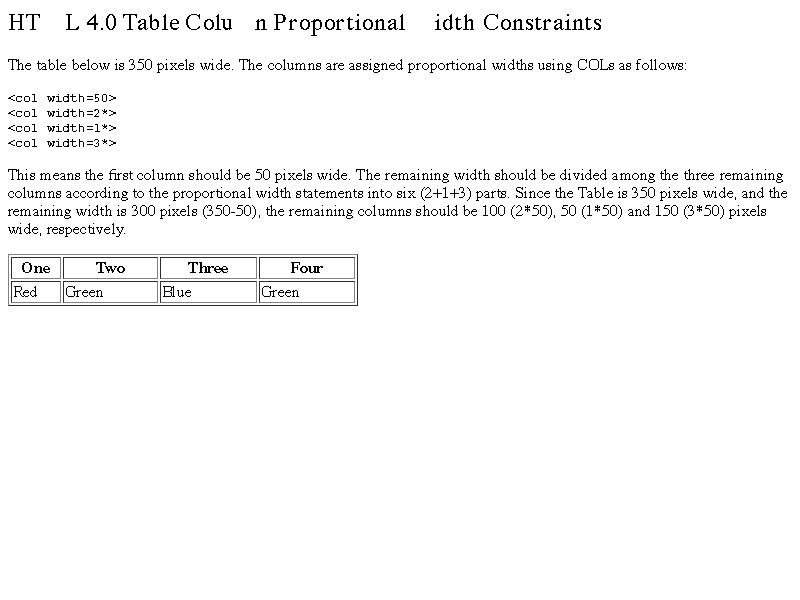 HT L 4.0 Table Colu n Proportional idth Constraints
The table below is 350 pixels wide. The columns are assigned proportional widths using COLs as follows:
<col width=50>
<col width=2*>
<col width=1*>
<col width=3*>
This means the first column should be 50 pixels wide. The remaining width should be divided among the three remaining
columns according to the proportional width statements into six (2+1+3) parts. Since the Table is 350 pixels wide, and the
remaining width is 300 pixels (350-50), the remaining columns should be 100 (2*50), 50 (1*50) and 150 (3*50) pixels
wide, respectively.
One Two Three Four
Red Green Blue Green